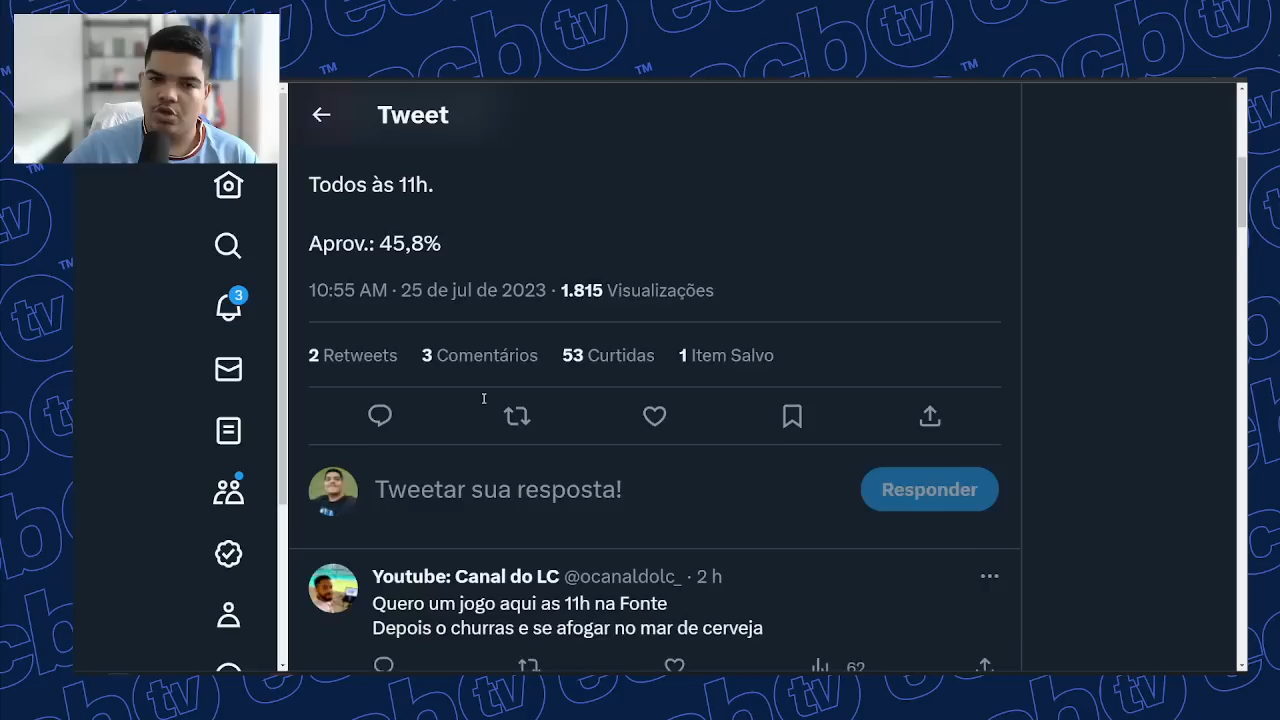 ecbtv
TM
Tweet
Todos às 11h.
Aprov.: 45,8%
10:55 AM · 25 de jul de 2023 · 1.815 Visualizações
2 Retweets 3 Comentários 53 Curtidas 1 Item Salvo
3
Tweetar sua resposta!
Responder
Youtube: Canal do LC @ocanaldolc_ · 2 h
Quero um jogo aqui as 11h na Fonte
Depois o churras e se afogar no mar de cerveja
62